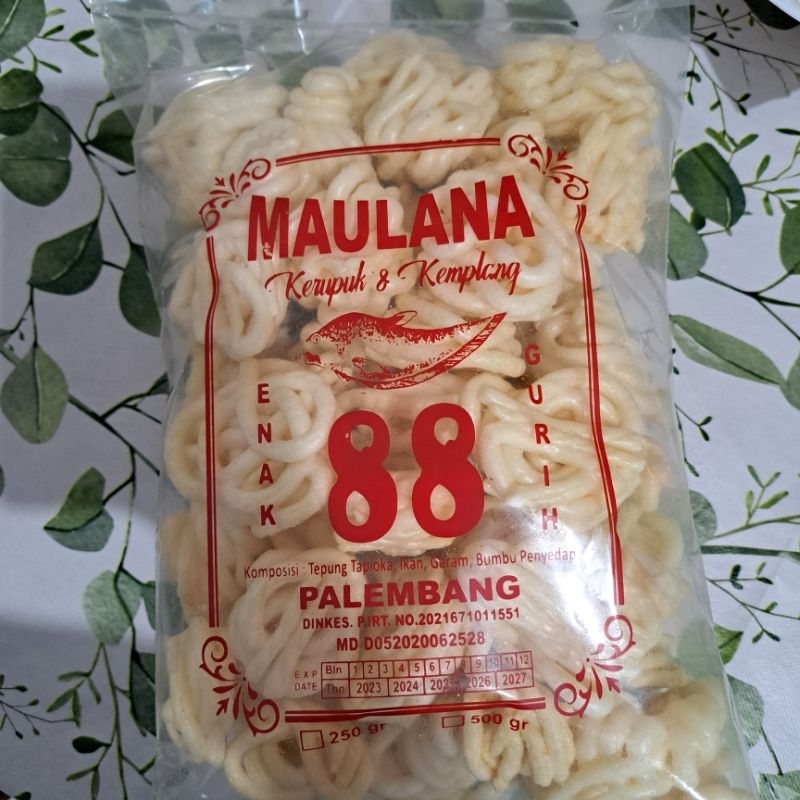 MAULANA
Kerupuk & Kemplang
ENAK
GURIH
88
Komposisi : Tepung Tapioka, Ikan, Garam, Bumbu Penyedap
PALEMBANG
DINKES. P.IRT. NO.2021671011551
MD D052020062528
EXP DATE
Bln 1 2 3 4 5 6 7 8 9 10 11 12
Thn 2023 2024 2025 2026 2027
250 gr 500 gr